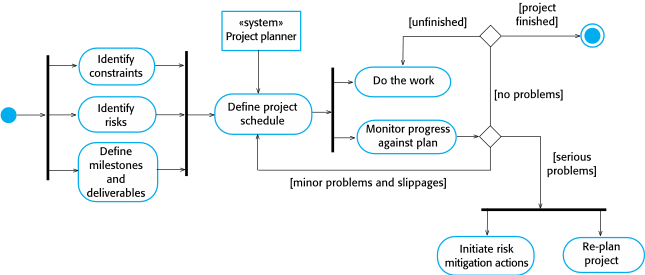 «system»
Project planner
[unfinished]
[project
finished]
Identify
constraints
Do the work
Identify
risks
Define project
schedule
[no problems]
Monitor progress
against plan
Define
milestones
and
deliverables
[serious
problems]
[minor problems and slippages]
Initiate risk
mitigation actions
Re-plan
project